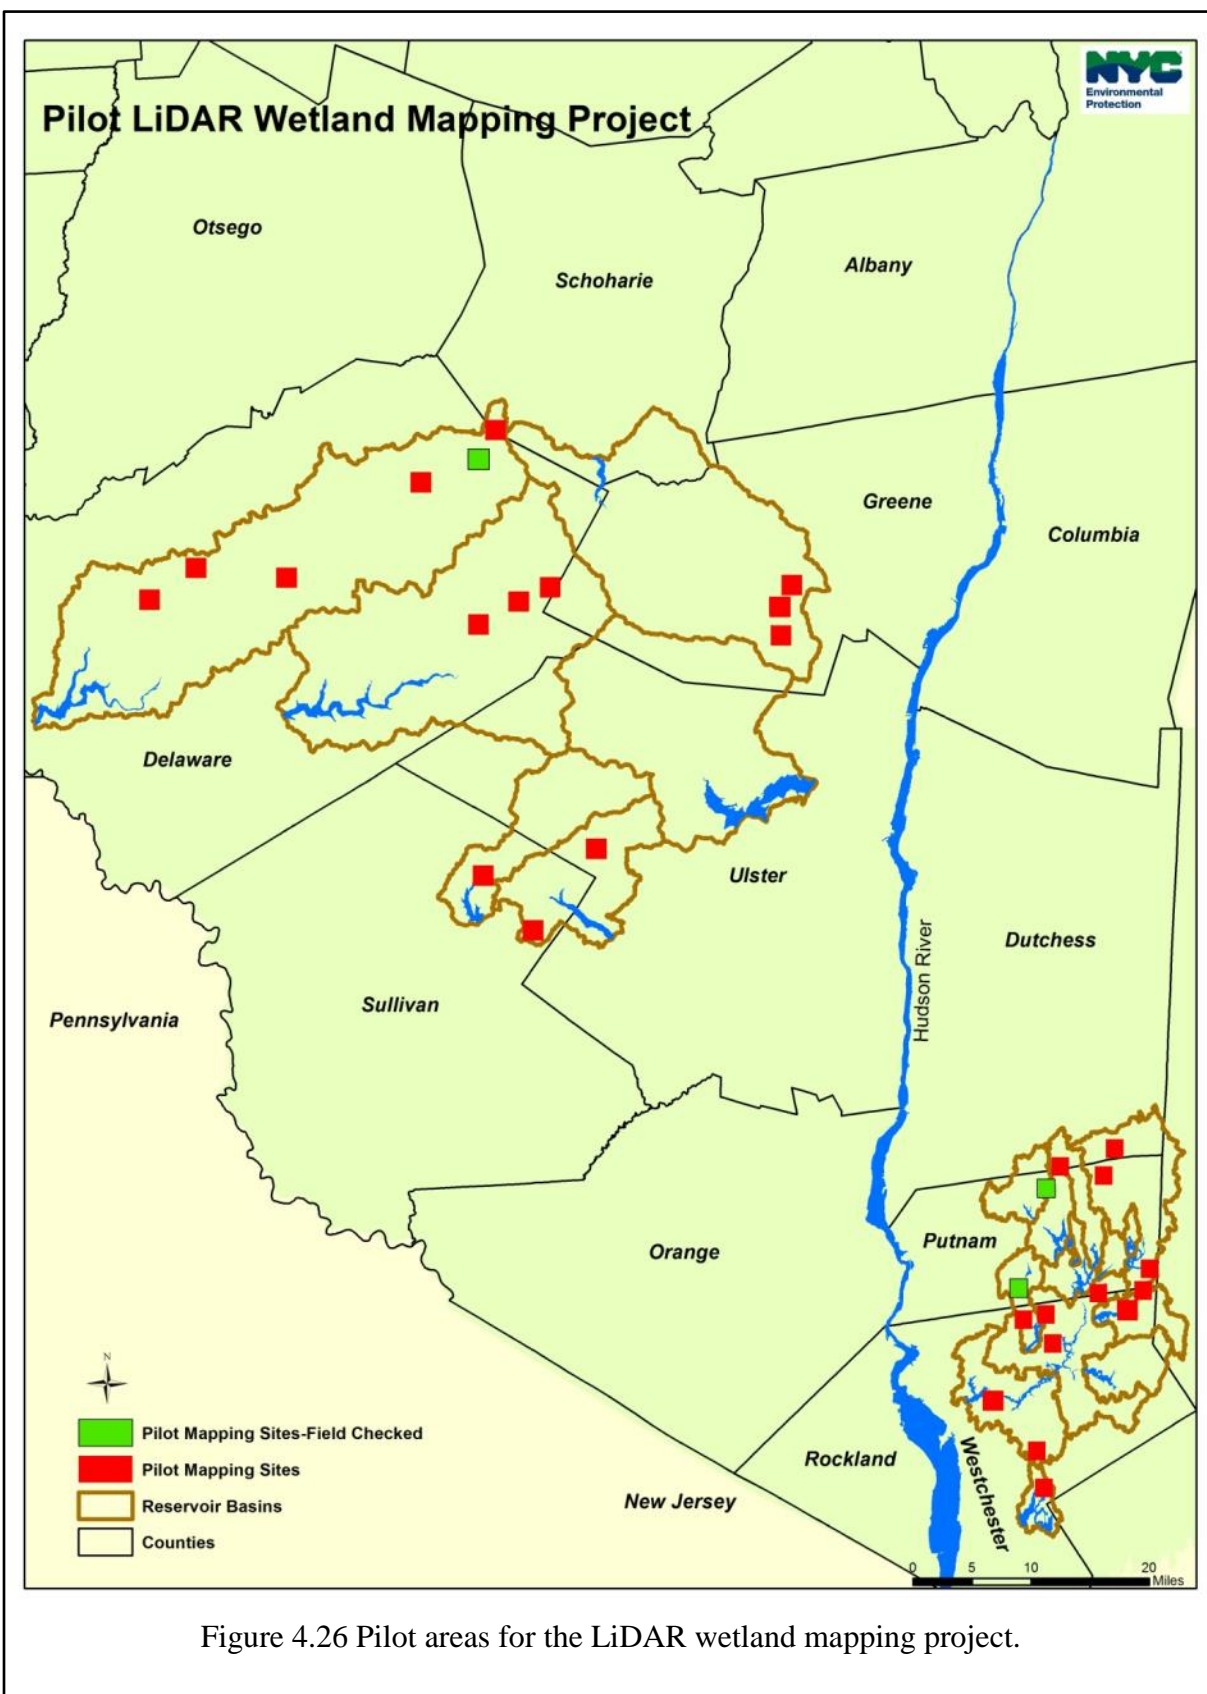 NYC
Environmental
Protection
Pilot LiDAR Wetland Mapping Project
Otsego
Schoharie
Albany
Greene
Columbia
Delaware
Ulster
Hudson River
Dutchess
Sullivan
Pennsylvania
Orange
Putnam
Rockland
Westchester
New Jersey
N
Pilot Mapping Sites-Field Checked
Pilot Mapping Sites
Reservoir Basins
Counties
0 5 10 20
Miles
Figure 4.26 Pilot areas for the LiDAR wetland mapping project.